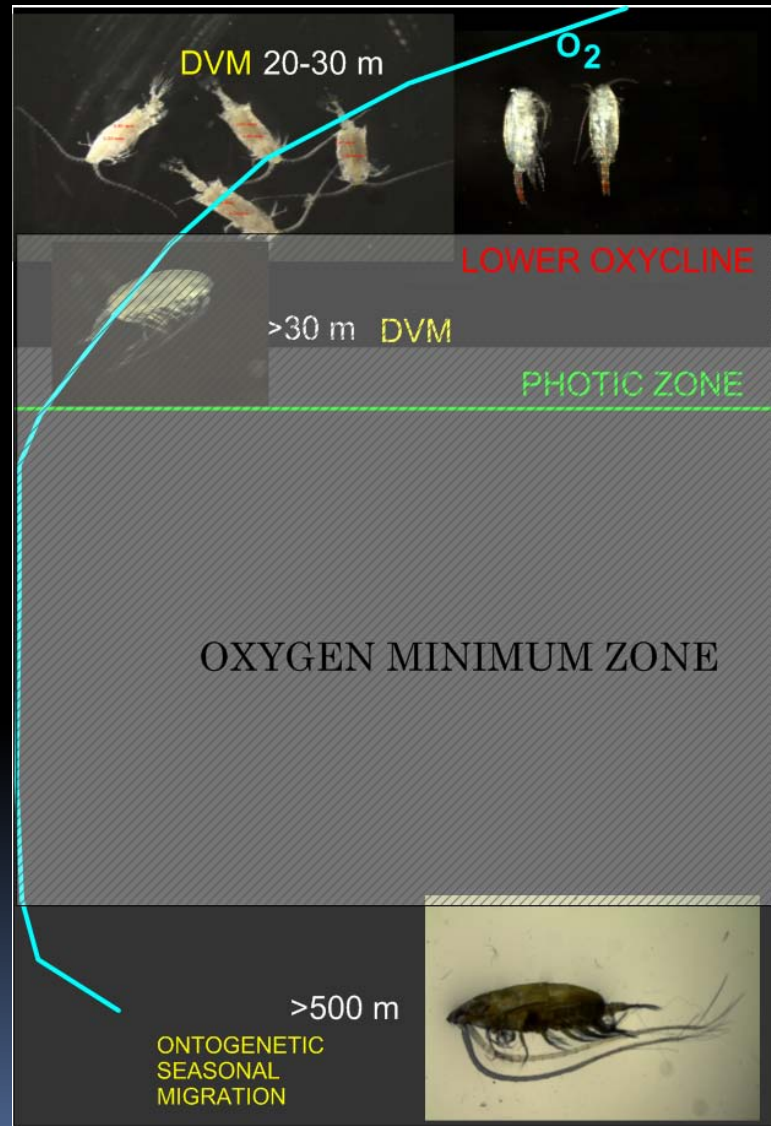 DVM 20-30 m
O2
LOWER OXYCLINE
>30 m DVM
PHOTIC ZONE
OXYGEN MINIMUM ZONE
>500 m
ONTOGENETIC
SEASONAL
MIGRATION